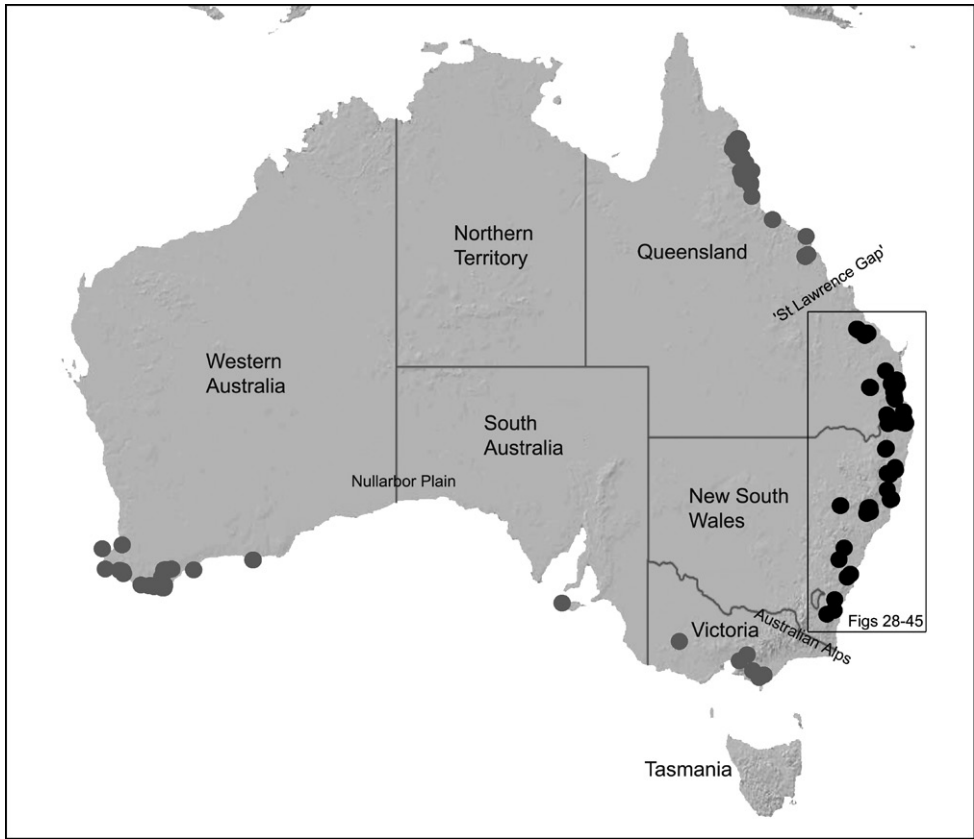 Northern
Territory
Queensland
'St Lawrence Gap'
Western
Australia
South
Australia
Nullarbor Plain
New South
Wales
Figs 28-45
Victoria
Australian Alps
Tasmania